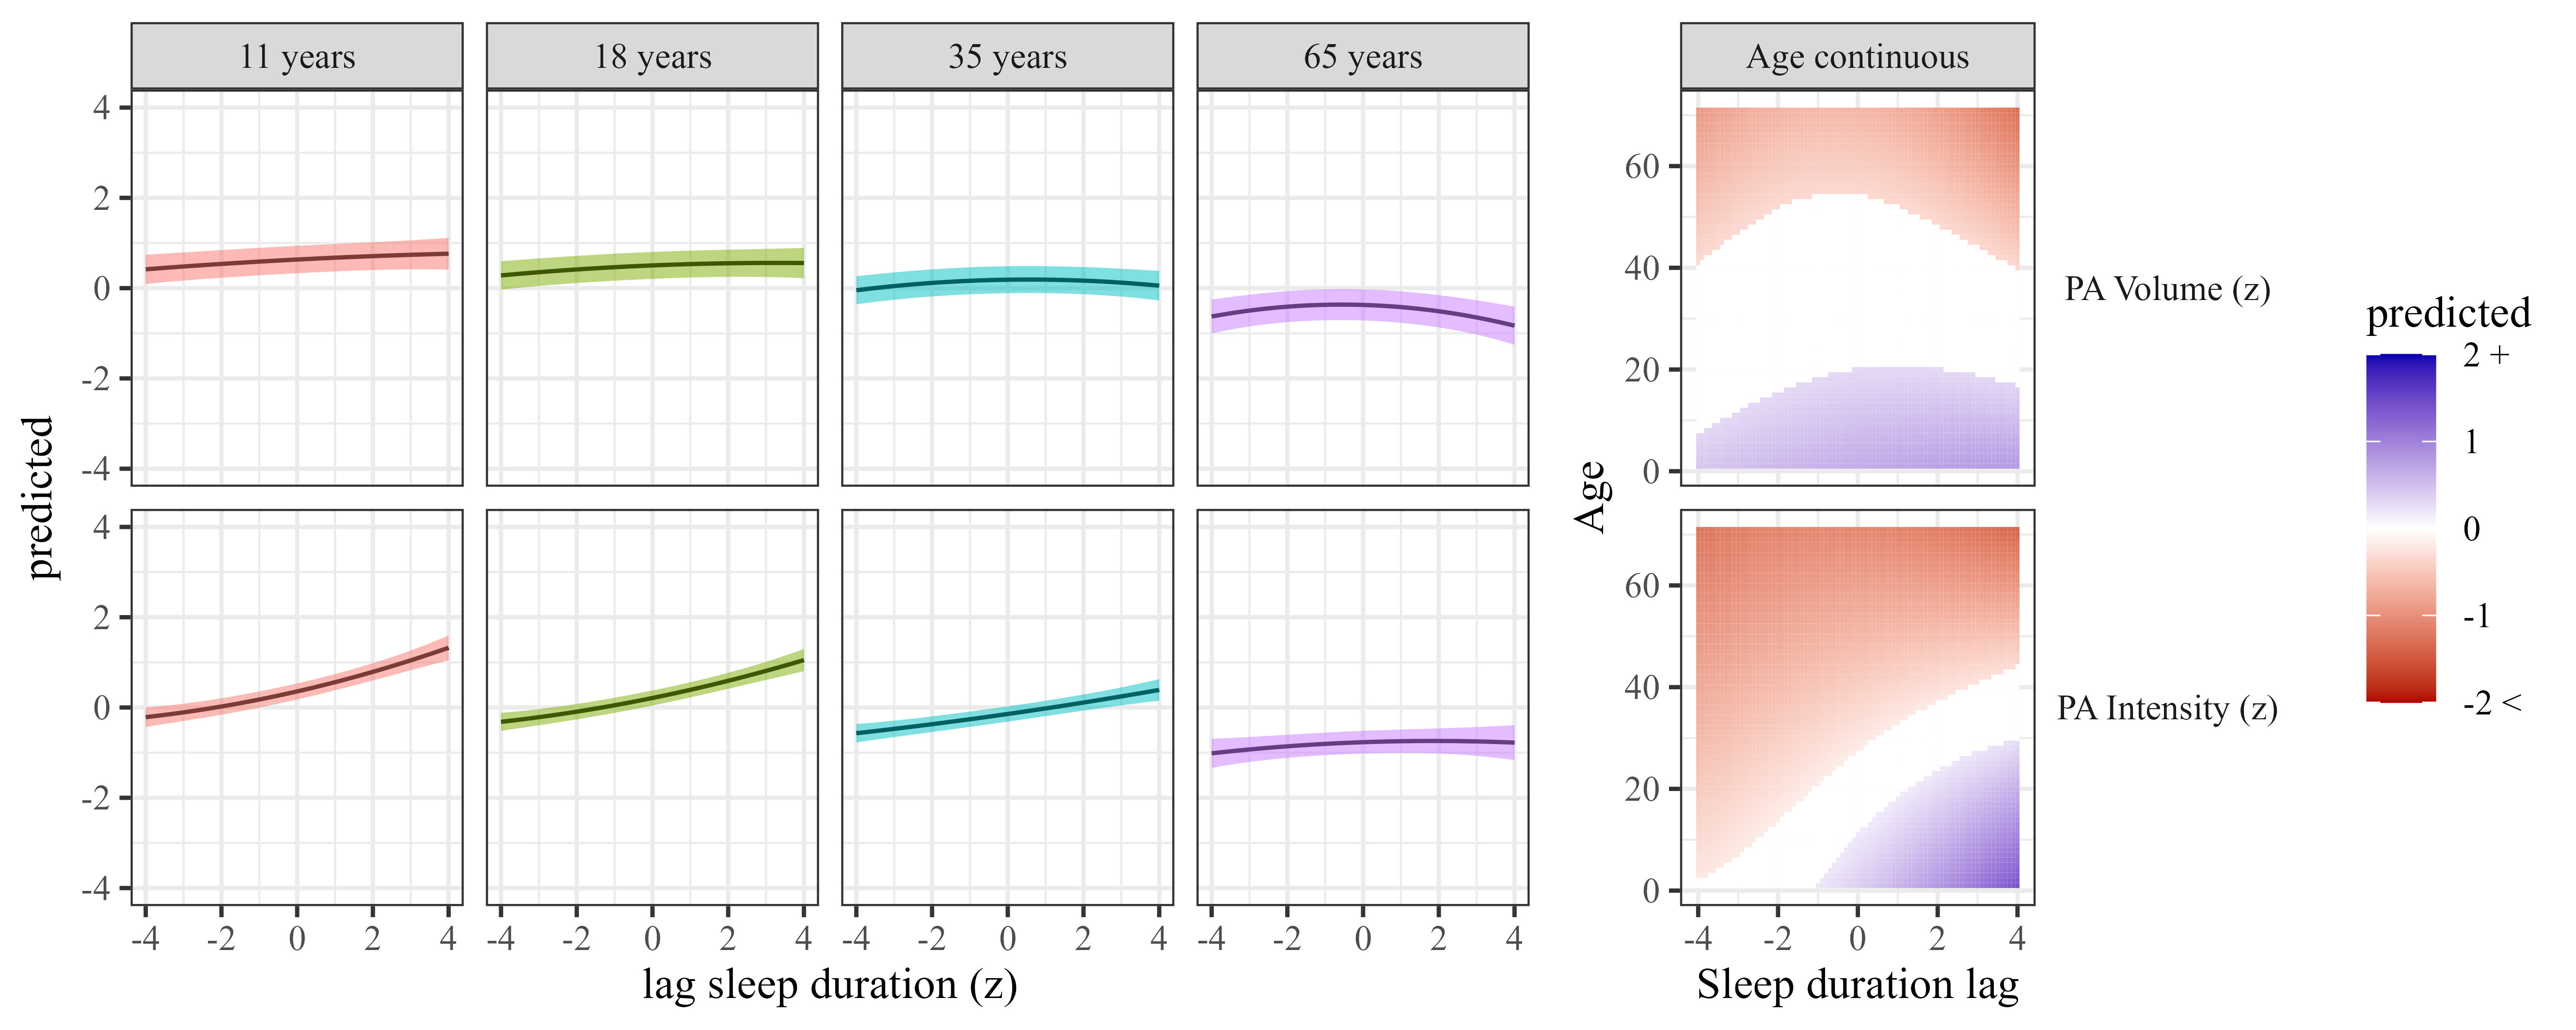 11 years
18 years
35 years
65 years
Age continuous
predicted
4
2
0
-2
-4
4
2
0
-2
-4
-4 -2 0 2 4
-4 -2 0 2 4
-4 -2 0 2 4
-4 -2 0 2 4
lag sleep duration (z)
Age
60
40
20
0
60
40
20
0
-4 -2 0 2 4
Sleep duration lag
PA Volume (z)
PA Intensity (z)
predicted
2 +
1
0
-1
-2 <